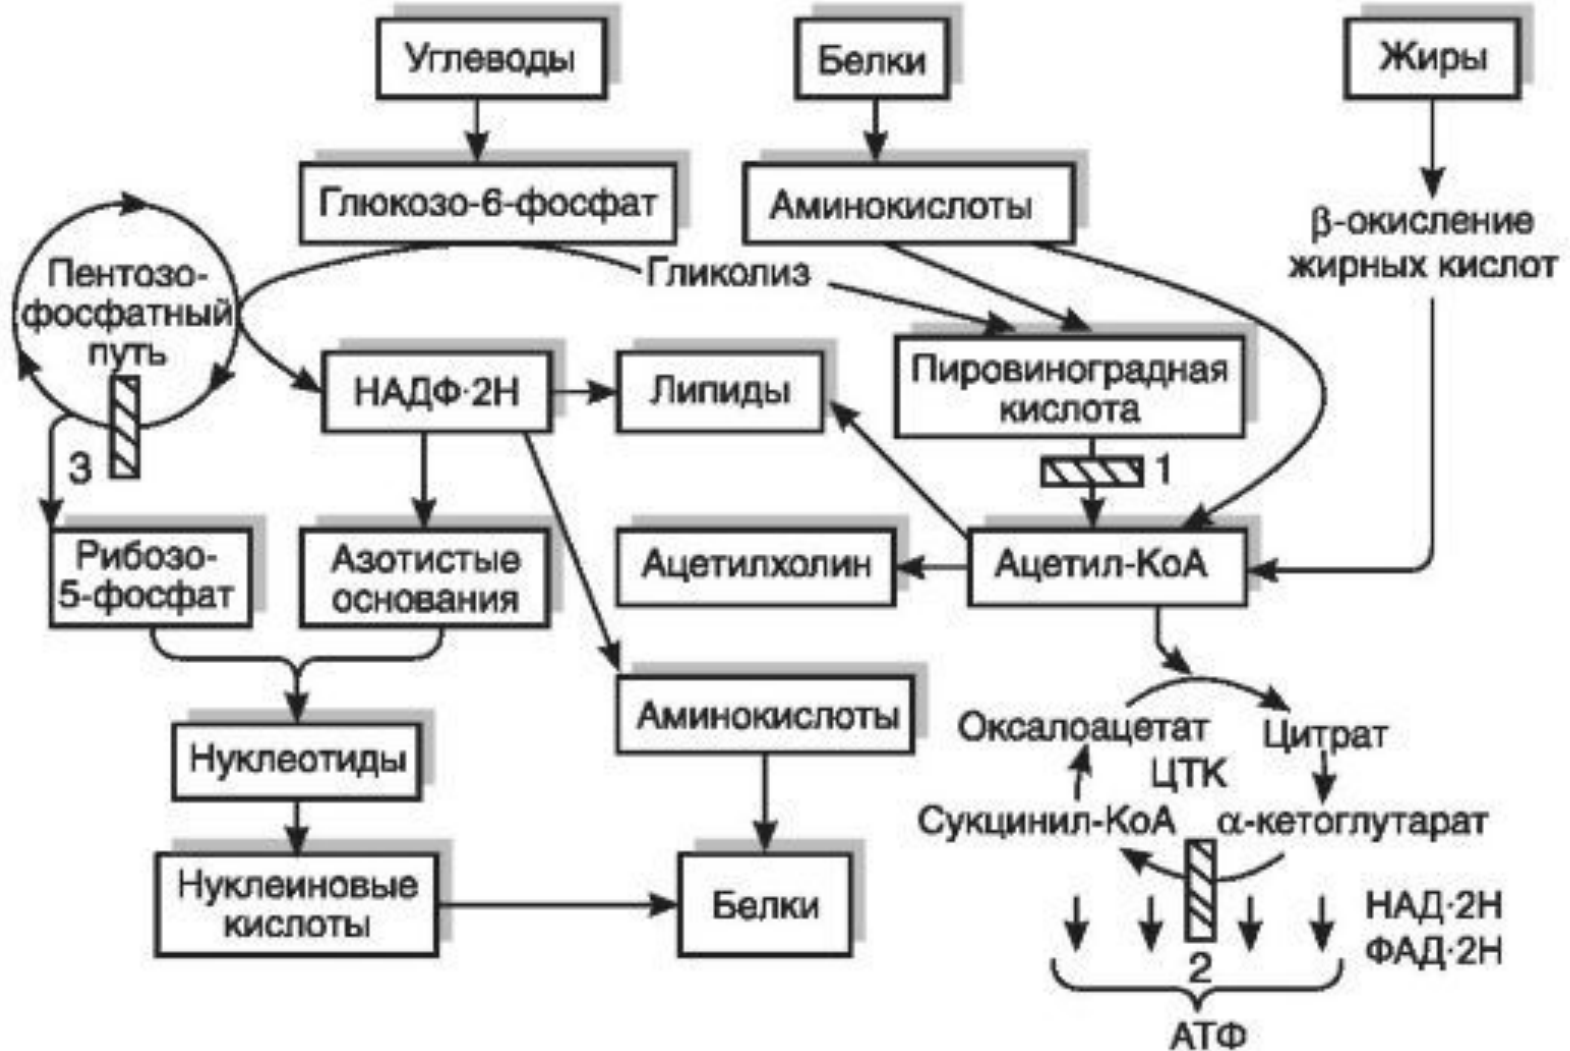 Углеводы
Белки
Жиры
Глюкозо-6-фосфат
Аминокислоты
β-окисление
жирных кислот
Пентозо-
фосфатный
путь
Гликолиз
НАДФ·2Н
Липиды
Пировиноградная
кислота
3
1
Рибозо-
5-фосфат
Азотистые
основания
Ацетилхолин
Ацетил-КоА
Аминокислоты
Оксалоацетат
Цитрат
ЦТК
Нуклеотиды
Сукцинил-КоА
α-кетоглутарат
Нуклеиновые
кислоты
Белки
НАД·2Н
ФАД·2Н
2
АТФ